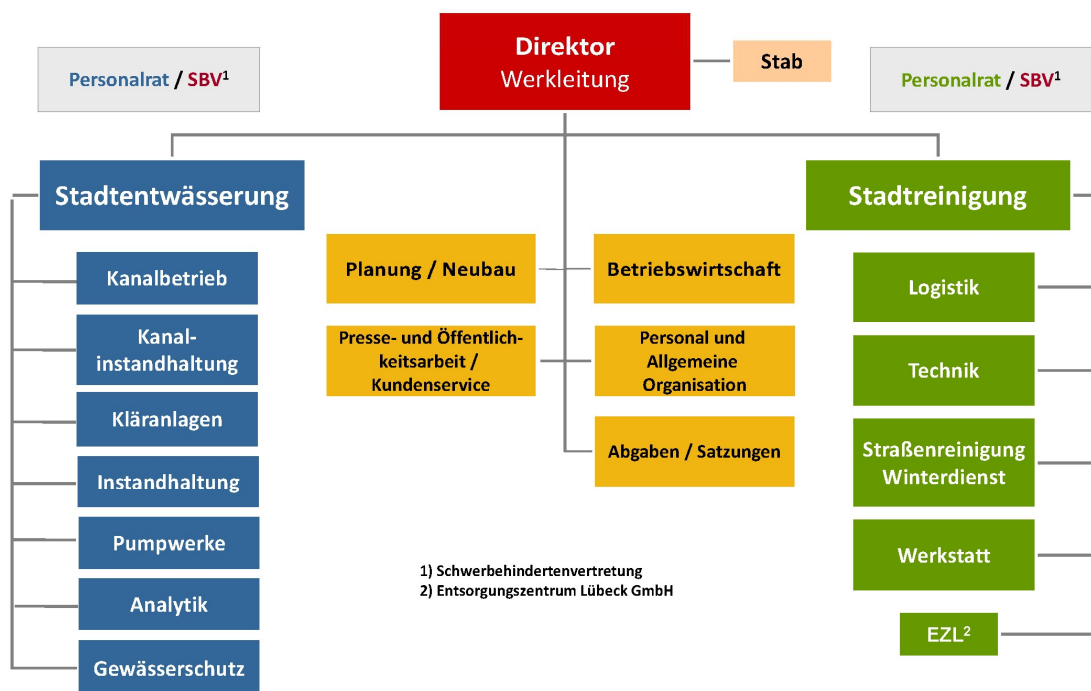 Direktor
Werkleitung
Stab
Personalrat / SBV¹
Personalrat / SBV¹
Stadtentwässerung
Kanalbetrieb
Kanal-
instandhaltung
Kläranlagen
Instandhaltung
Pumpwerke
Analytik
Gewässerschutz
Planung / Neubau
Betriebswirtschaft
Presse- und Öffentlich-
keitsarbeit /
Kundenservice
Personal und
Allgemeine
Organisation
Abgaben / Satzungen
Stadtreinigung
Logistik
Technik
Straßenreinigung
Winterdienst
Werkstatt
EZL²
1) Schwerbehindertenvertretung
2) Entsorgungszentrum Lübeck GmbH